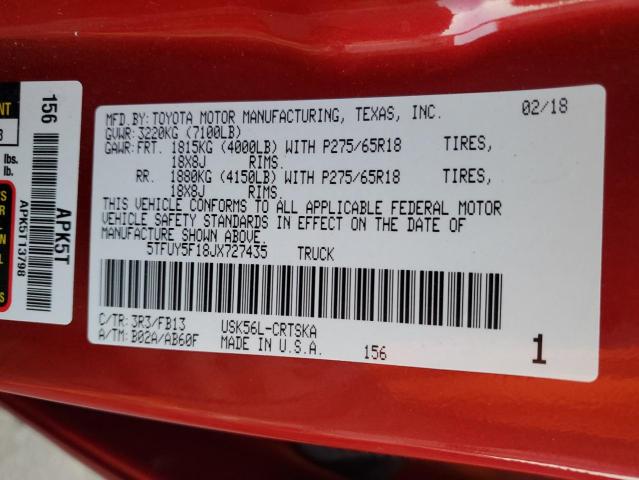 MFD.BY:TOYOTA MOTOR MANUFACTURING, TEXAS, INC. 02/18
GVWR:3220KG (7100LB)
GAWR:FRT. 1815KG (4000LB) WITH P275/65R18 TIRES,
18X8J RIMS.
RR. 1880KG (4150LB) WITH P275/65R18 TIRES,
18X8J RIMS.
THIS VEHICLE CONFORMS TO ALL APPLICABLE FEDERAL MOTOR
VEHICLE SAFETY STANDARDS IN EFFECT ON THE DATE OF
MANUFACTURE SHOWN ABOVE.
5TFUY5F18JX727435 TRUCK
C/TR:3R3/FB13 USK56L-CRTSKA
A/TM:B02A/AB60F MADE IN U.S.A. 156 1
156
APK5T
APK5T13798
lbs.
lb.